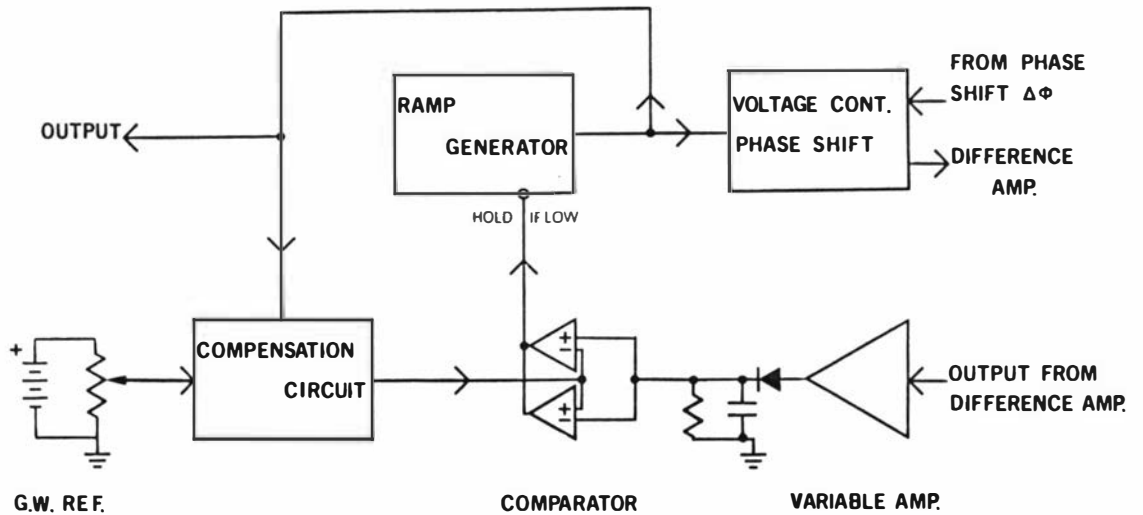 FROM PHASE
SHIFT ΔΦ
RAMP
GENERATOR
VOLTAGE CONT.
PHASE SHIFT
OUTPUT
DIFFERENCE
AMP.
HOLD IF LOW
+
COMPENSATION
CIRCUIT
+
−
+
−
OUTPUT FROM
DIFFERENCE AMP.
G.W. REF.
COMPARATOR
VARIABLE AMP.